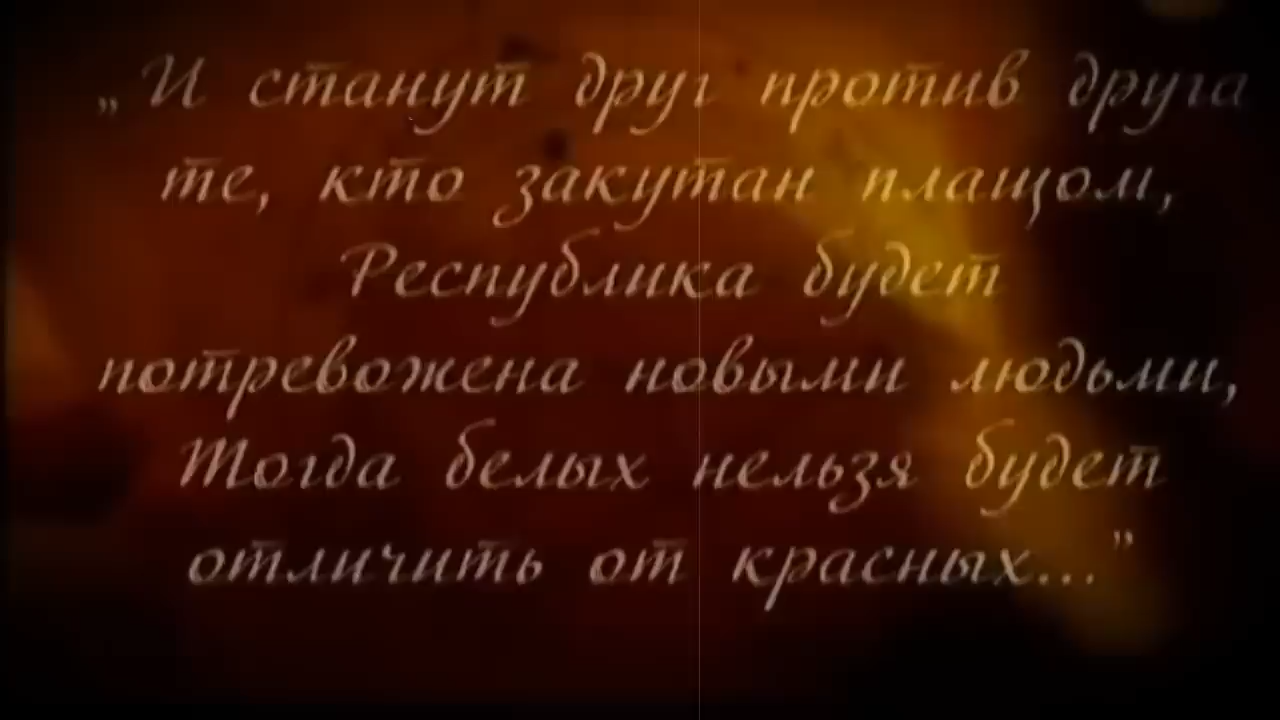 „И станут друг против друга
те, кто закутан плащом,
Республика будет
потревожена новыми людьми,
Тогда белых нельзя будет
отличить от красных...”